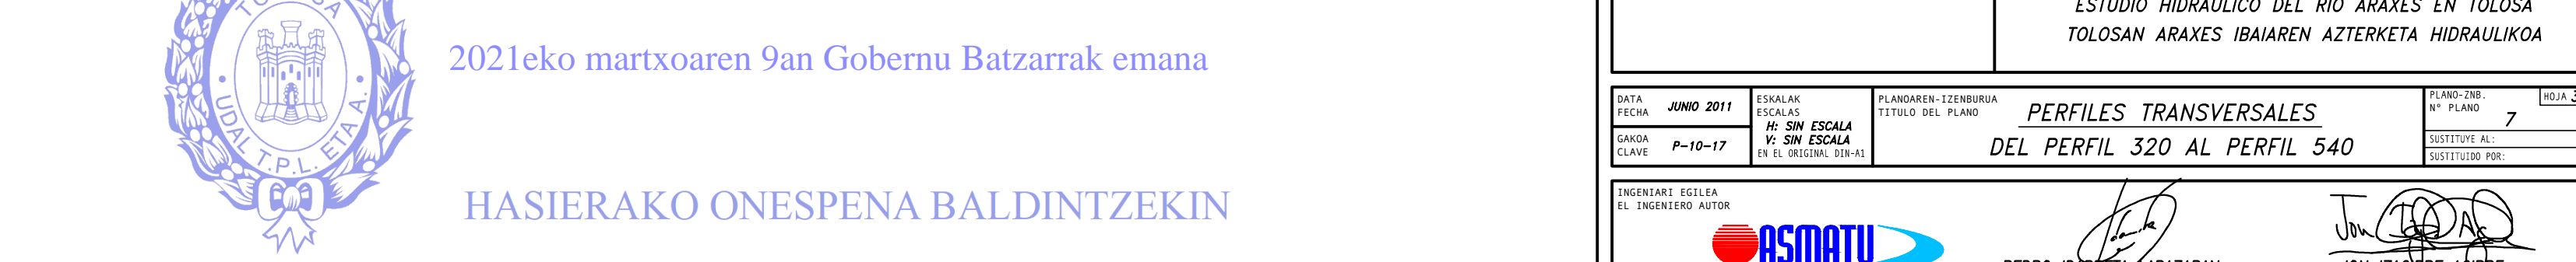 UDAL T.P.L. ETA A.
2021eko martxoaren 9an Gobernu Batzarrak emana
HASIERAKO ONESPENA BALDINTZEKIN
ESTUDIO HIDRAULICO DEL RIO ARAXES EN TOLOSA
TOLOSAN ARAXES IBAIAREN AZTERKETA HIDRAULIKOA
DATA
FECHA
JUNIO 2011
GAKOA
CLAVE
P-10-17
ESKALAK
ESCALAS
H: SIN ESCALA
V: SIN ESCALA
EN EL ORIGINAL DIN-A1
PLANOAREN-IZENBURUA
TITULO DEL PLANO
PERFILES TRANSVERSALES
DEL PERFIL 320 AL PERFIL 540
PLANO-ZNB.
Nº PLANO
7
HOJA 3
SUSTITUYE AL:
SUSTITUIDO POR:
INGENIARI EGILEA
EL INGENIERO AUTOR
ASMATU